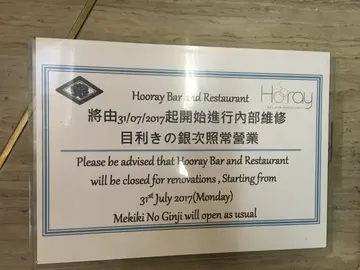 Hooray Bar and Restaurant
Hooray
將由31/07/2017起開始進行內部維修
目利きの銀次照常營業
Please be advised that Hooray Bar and Restaurant
will be closed for renovations , Starting from
31st July 2017(Monday)
Mekiki No Ginji will open as usual